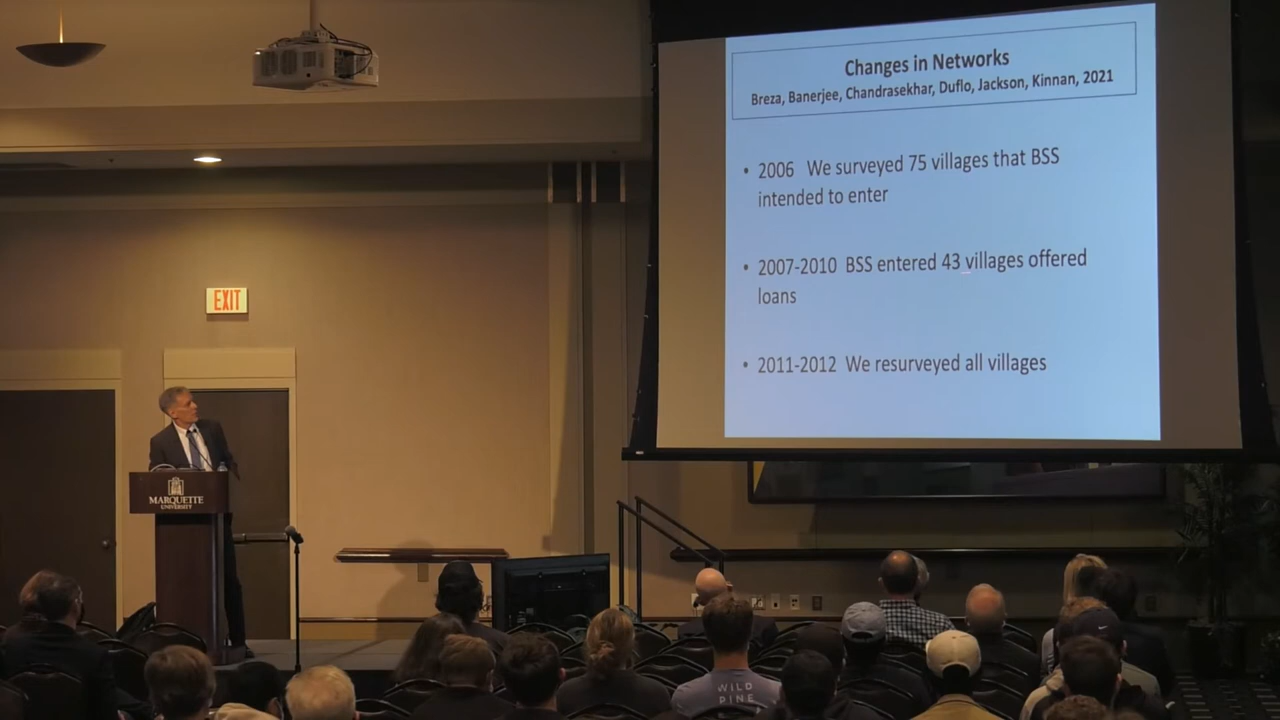 Changes in Networks
Breza, Banerjee, Chandrasekhar, Duflo, Jackson, Kinnan, 2021
• 2006 We surveyed 75 villages that BSS
intended to enter
• 2007-2010 BSS entered 43 villages offered
loans
• 2011-2012 We resurveyed all villages
EXIT
MARQUETTE
UNIVERSITY
WILD
PINE